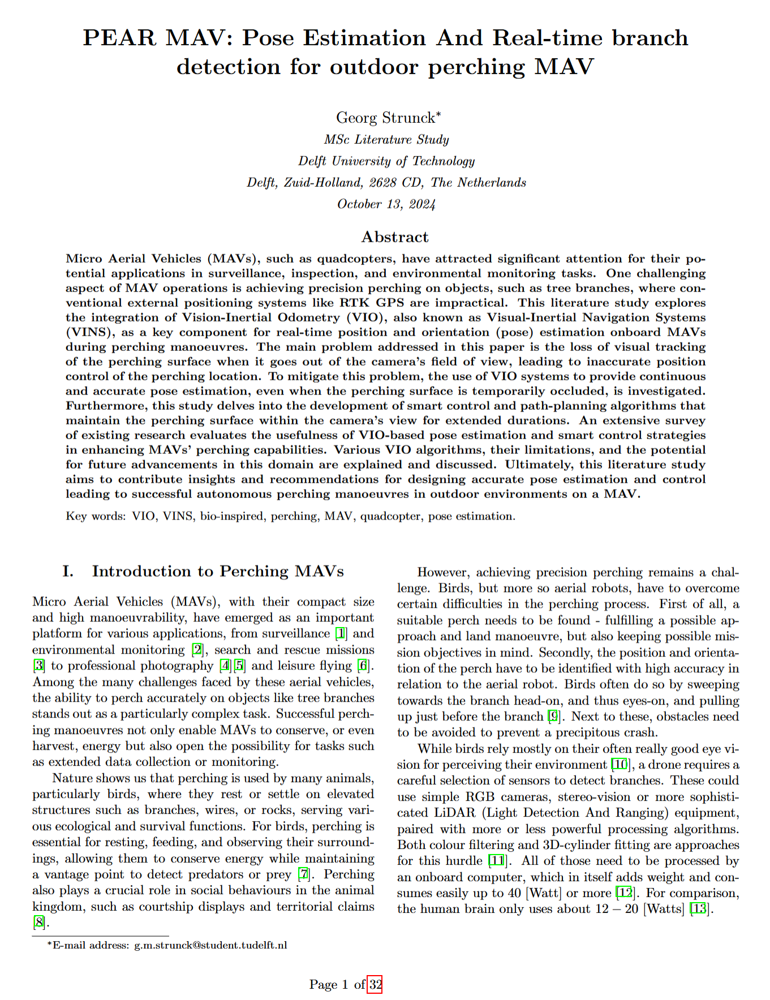 PEAR MAV: Pose Estimation And Real-time branch
detection for outdoor perching MAV
Georg Strunck*
MSc Literature Study
Delft University of Technology
Delft, Zuid-Holland, 2628 CD, The Netherlands
October 13, 2024
Abstract
Micro Aerial Vehicles (MAVs), such as quadcopters, have attracted significant attention for their po-
tential applications in surveillance, inspection, and environmental monitoring tasks. One challenging
aspect of MAV operations is achieving precision perching on objects, such as tree branches, where con-
ventional external positioning systems like RTK GPS are impractical. This literature study explores
the integration of Vision-Inertial Odometry (VIO), also known as Visual-Inertial Navigation Systems
(VINS), as a key component for real-time position and orientation (pose) estimation onboard MAVs
during perching manoeuvres. The main problem addressed in this paper is the loss of visual tracking
of the perching surface when it goes out of the camera's field of view, leading to inaccurate position
control of the perching location. To mitigate this problem, the use of VIO systems to provide continuous
and accurate pose estimation, even when the perching surface is temporarily occluded, is investigated.
Furthermore, this study delves into the development of smart control and path-planning algorithms that
maintain the perching surface within the camera's view for extended durations. An extensive survey
of existing research evaluates the usefulness of VIO-based pose estimation and smart control strategies
in enhancing MAVs' perching capabilities. Various VIO algorithms, their limitations, and the potential
for future advancements in this domain are explained and discussed. Ultimately, this literature study
aims to contribute insights and recommendations for designing accurate pose estimation and control
leading to successful autonomous perching manoeuvres in outdoor environments on a MAV.
Key words: VIO, VINS, bio-inspired, perching, MAV, quadcopter, pose estimation.
I. Introduction to Perching MAVs
Micro Aerial Vehicles (MAVs), with their compact size
and high manoeuvrability, have emerged as an important
platform for various applications, from surveillance [1] and
environmental monitoring [2], search and rescue missions
[3] to professional photography [4][5] and leisure flying [6].
Among the many challenges faced by these aerial vehicles,
the ability to perch accurately on objects like tree branches
stands out as a particularly complex task. Successful perch-
ing manoeuvres not only enable MAVs to conserve, or even
harvest, energy but also open the possibility for tasks such
as extended data collection or monitoring.
Nature shows us that perching is used by many animals,
particularly birds, where they rest or settle on elevated
structures such as branches, wires, or rocks, serving vari-
ous ecological and survival functions. For birds, perching is
essential for resting, feeding, and observing their surround-
ings, allowing them to conserve energy while maintaining
a vantage point to detect predators or prey [7]. Perching
also plays a crucial role in social behaviours in the animal
kingdom, such as courtship displays and territorial claims
[8].
*E-mail address: g.m.strunck@student.tudelft.nl
However, achieving precision perching remains a chal-
lenge. Birds, but more so aerial robots, have to overcome
certain difficulties in the perching process. First of all, a
suitable perch needs to be found - fulfilling a possible ap-
proach and land manoeuvre, but also keeping possible mis-
sion objectives in mind. Secondly, the position and orienta-
tion of the perch have to be identified with high accuracy in
relation to the aerial robot. Birds often do so by sweeping
towards the branch head-on, and thus eyes-on, and pulling
up just before the branch [9]. Next to these, obstacles need
to be avoided to prevent a precipitous crash.
While birds rely mostly on their often really good eye vi-
sion for perceiving their environment [10], a drone requires a
careful selection of sensors to detect branches. These could
use simple RGB cameras, stereo-vision or more sophisti-
cated LiDAR (Light Detection And Ranging) equipment,
paired with more or less powerful processing algorithms.
Both colour filtering and 3D-cylinder fitting are approaches
for this hurdle [11]. All of those need to be processed by
an onboard computer, which in itself adds weight and con-
sumes easily up to 40 [Watt] or more [12]. For comparison,
the human brain only uses about 12 – 20 [Watts] [13].
Page 1 of 32